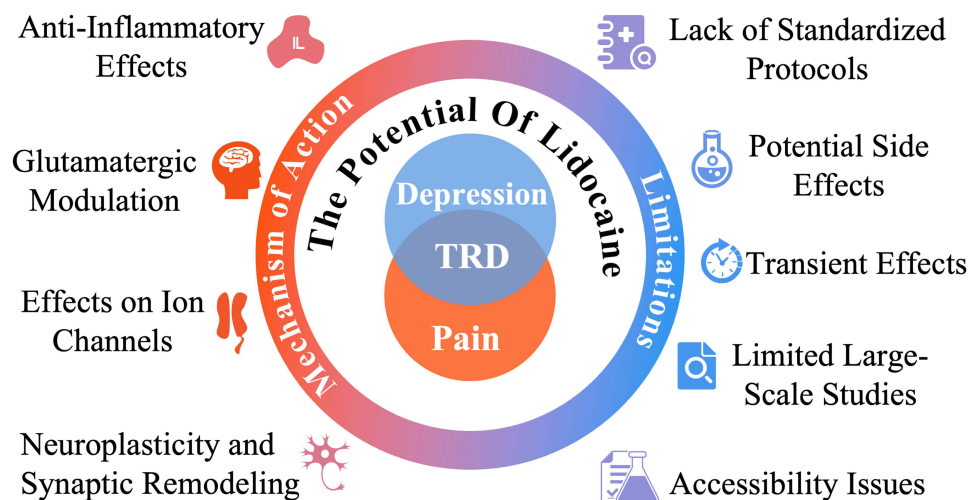 Anti-Inflammatory
Effects
IL
Glutamatergic
Modulation
Effects on Ion
Channels
Neuroplasticity and
Synaptic Remodeling
Mechanism of Action
The Potential Of Lidocaine
Depression
TRD
Pain
Limitations
Lack of Standardized
Protocols
Potential Side
Effects
Transient Effects
Limited Large-
Scale Studies
Accessibility Issues